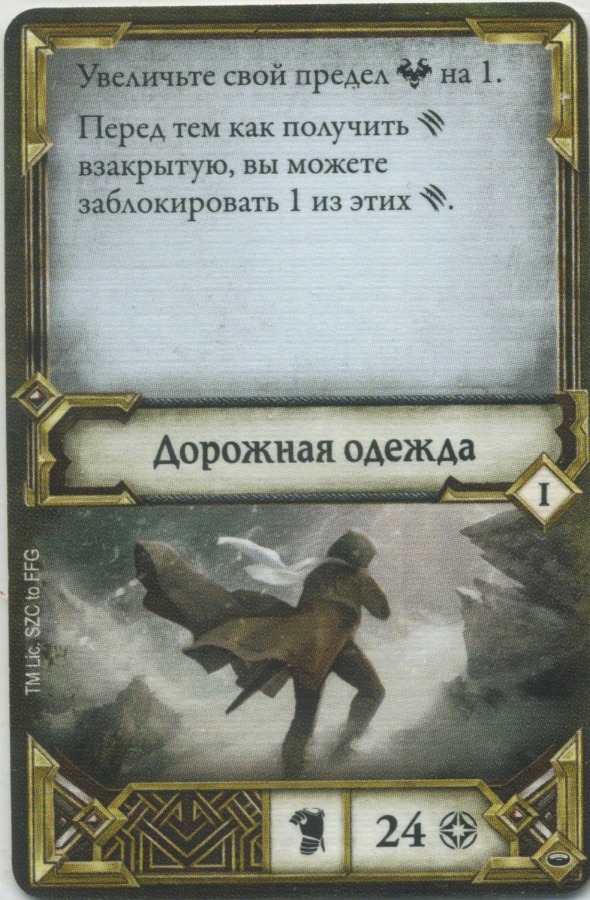 Увеличьте свой предел на 1.
Перед тем как получить
взакрытую, вы можете
заблокировать 1 из этих .
Дорожная одежда
I
TM Lic. SZC to FFG
24